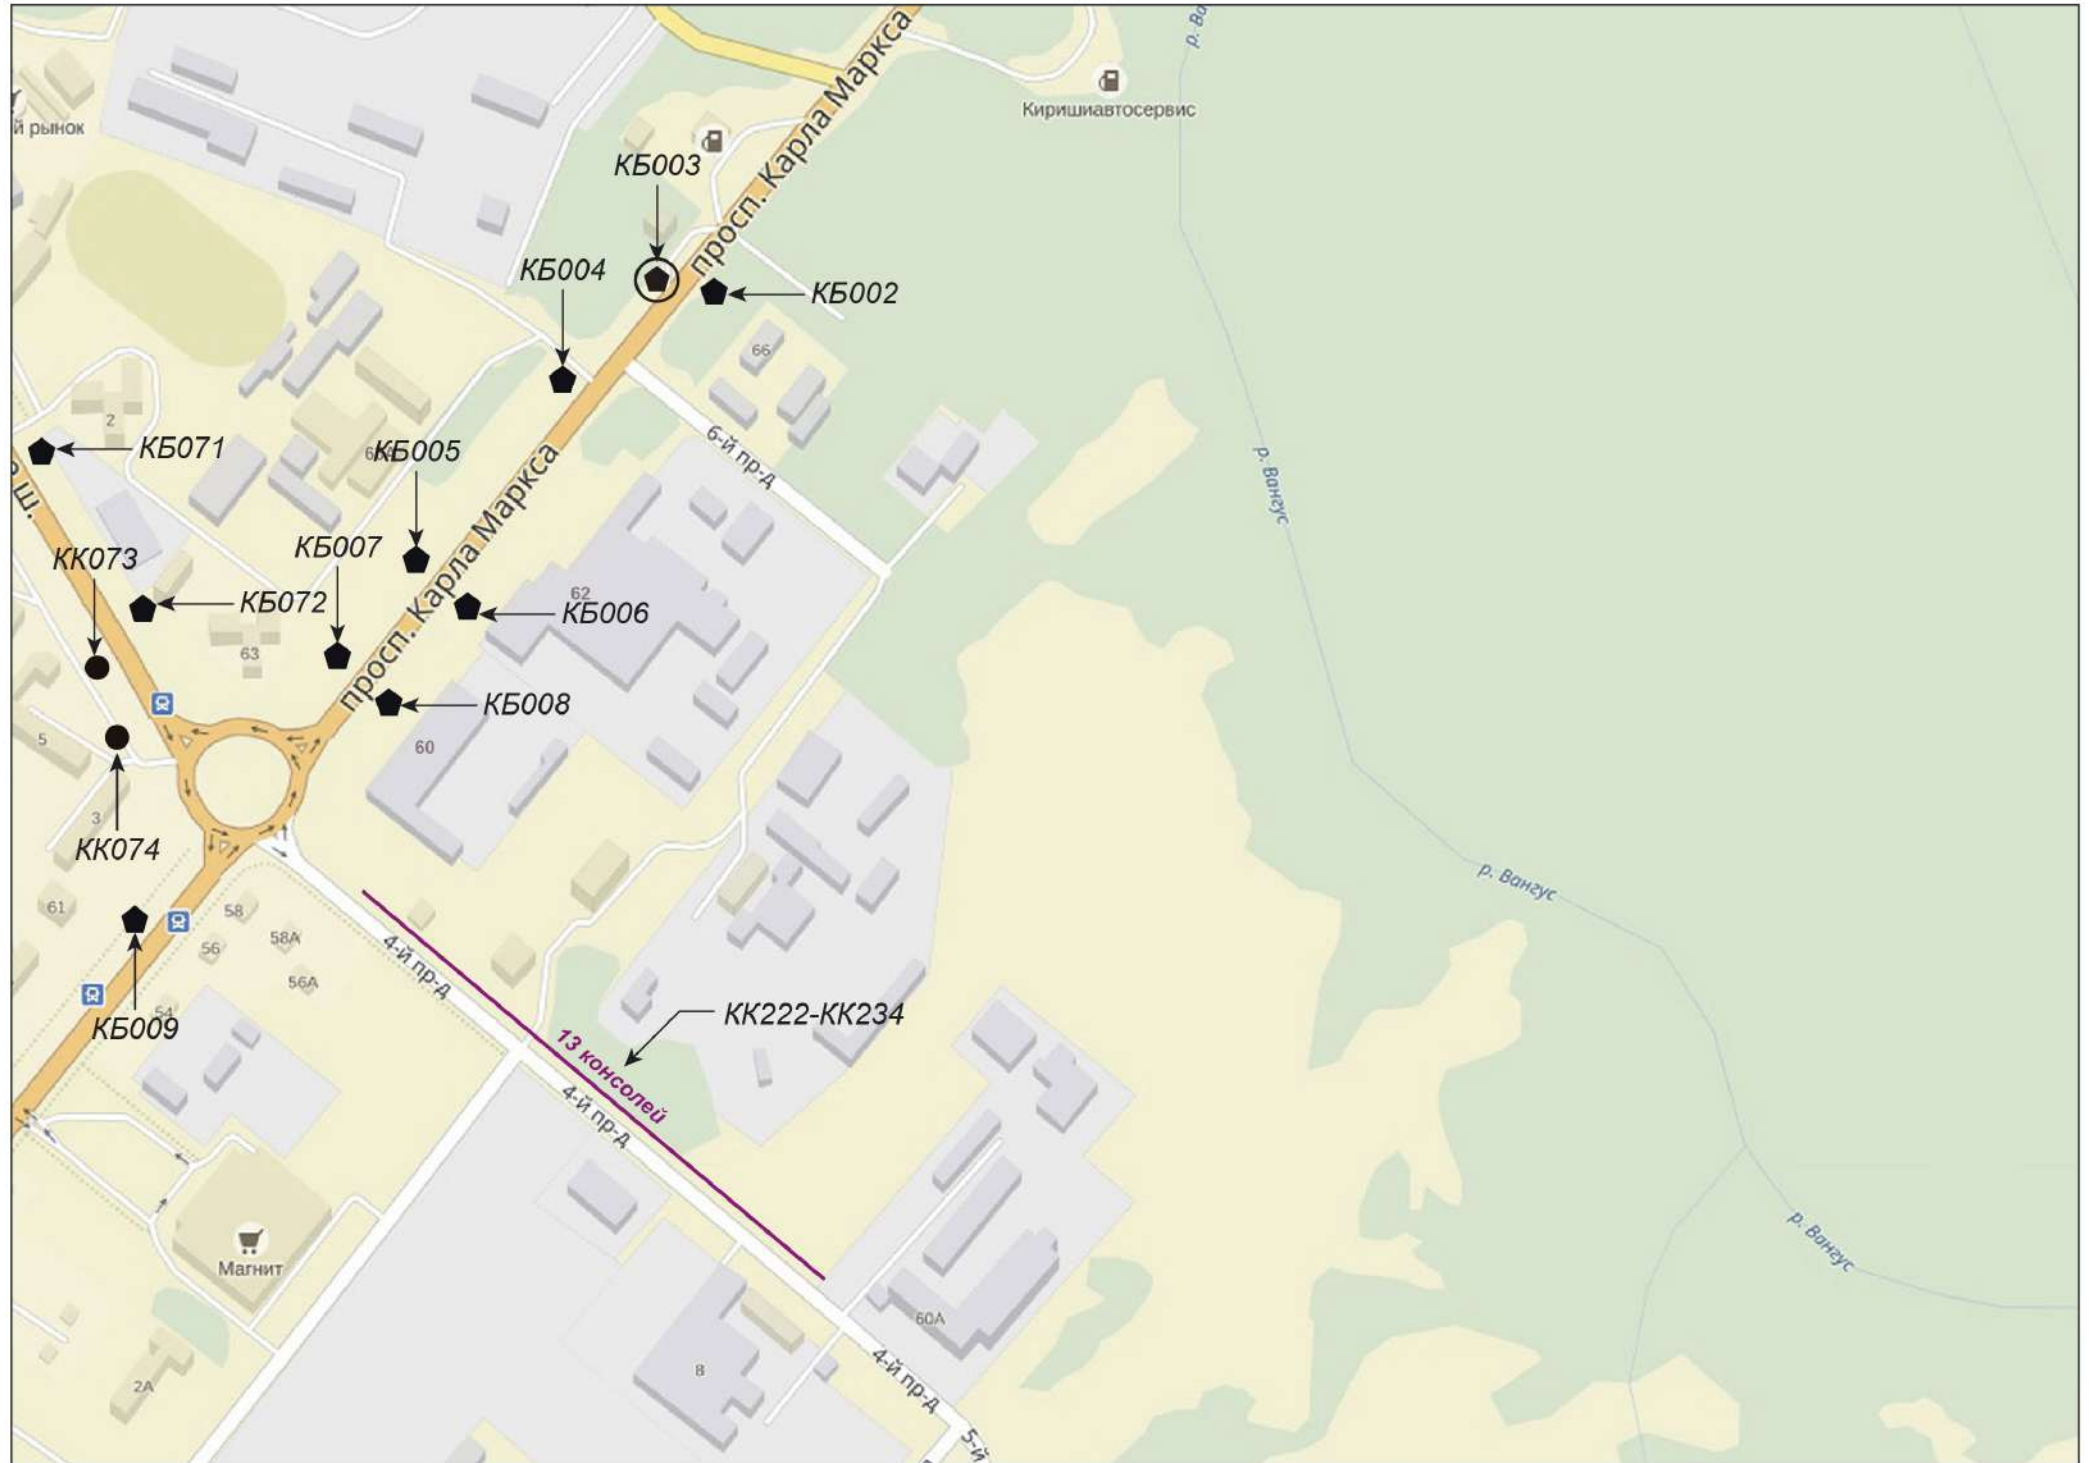 р. Ва
просп. Карла Маркса
Киришиавтосервис
й рынок
КБ003
КБ004
КБ002
66
2
КБ071
КБ005
6-й пр-д
р. Вангус
ш.
просп. Карла Маркса
КБ007
КК073
62
КБ072
КБ006
63
КБ008
5
60
3
КК074
р. Вангус
61
58
58А
56
4-й пр-д
56А
54
КБ009
КК222-КК234
13 консолей
4-й пр-д
р. Вангус
Магнит
60А
8
4-й пр-д
2А
5-й